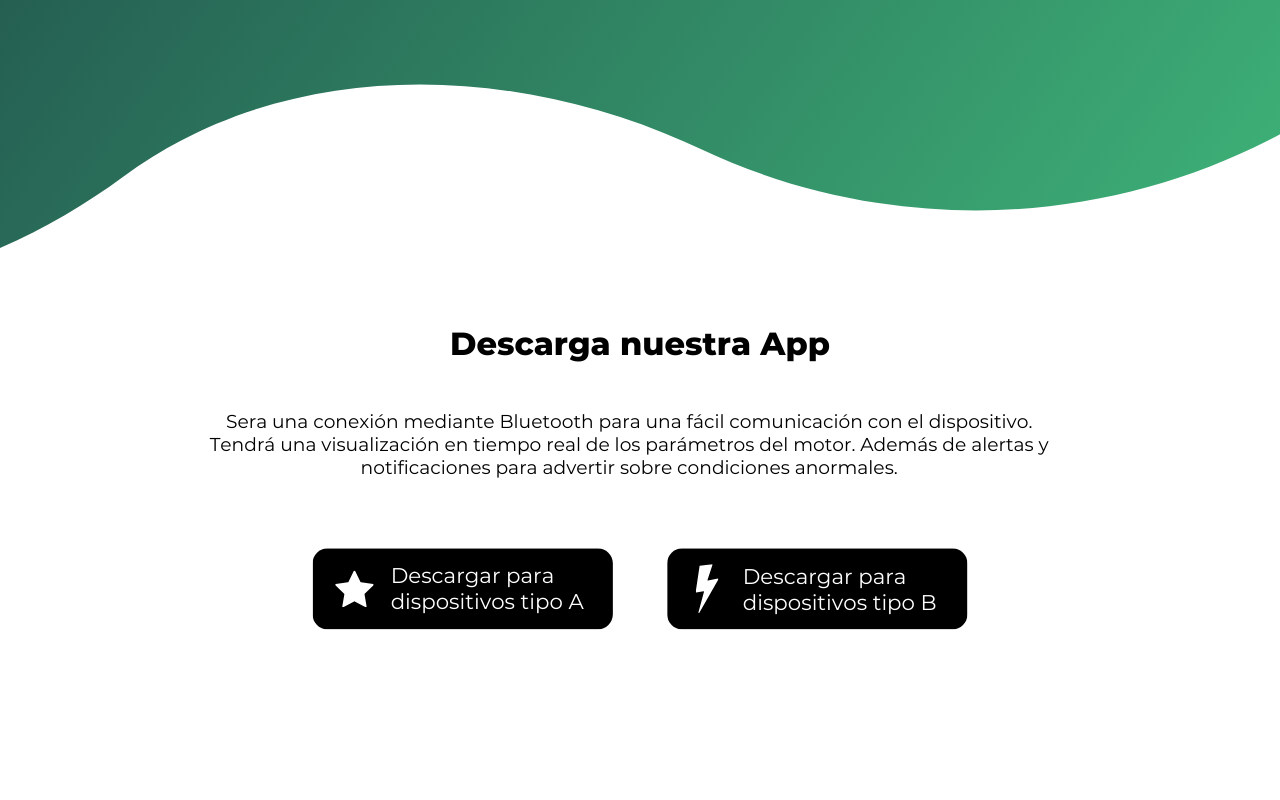 Descarga nuestra App
Sera una conexión mediante Bluetooth para una fácil comunicación con el dispositivo.
Tendrá una visualización en tiempo real de los parámetros del motor. Además de alertas y
notificaciones para advertir sobre condiciones anormales.
Descargar para
dispositivos tipo A
Descargar para
dispositivos tipo B